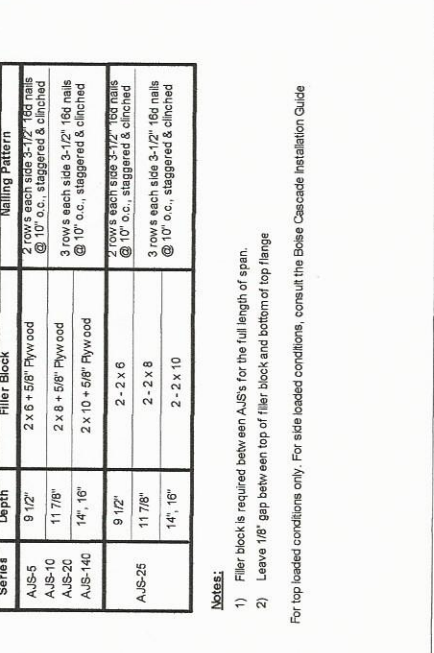 Series Depth Filler Block Nailing Pattern
AJS-5 9 1/2" 2 x 6 + 5/8" Plywood 2 rows each side 3-1/2" 16d nails
@ 10" o.c., staggered & clinched
AJS-10 11 7/8" 2 x 8 + 5/8" Plywood
AJS-20 3 rows each side 3-1/2" 16d nails
AJS-140 14", 16" 2 x 10 + 5/8" Plywood @ 10" o.c., staggered & clinched
AJS-25 9 1/2" 2 - 2 x 6 2 rows each side 3-1/2" 16d nails
@ 10" o.c., staggered & clinched
11 7/8" 2 - 2 x 8 3 rows each side 3-1/2" 16d nails
14", 16" 2 - 2 x 10 @ 10" o.c., staggered & clinched
Notes:
1) Filler block is required between AJS's for the full length of span.
2) Leave 1/8" gap between top of filler block and bottom of top flange
For top loaded conditions only. For side loaded conditions, consult the Boise Cascade Installation Guide